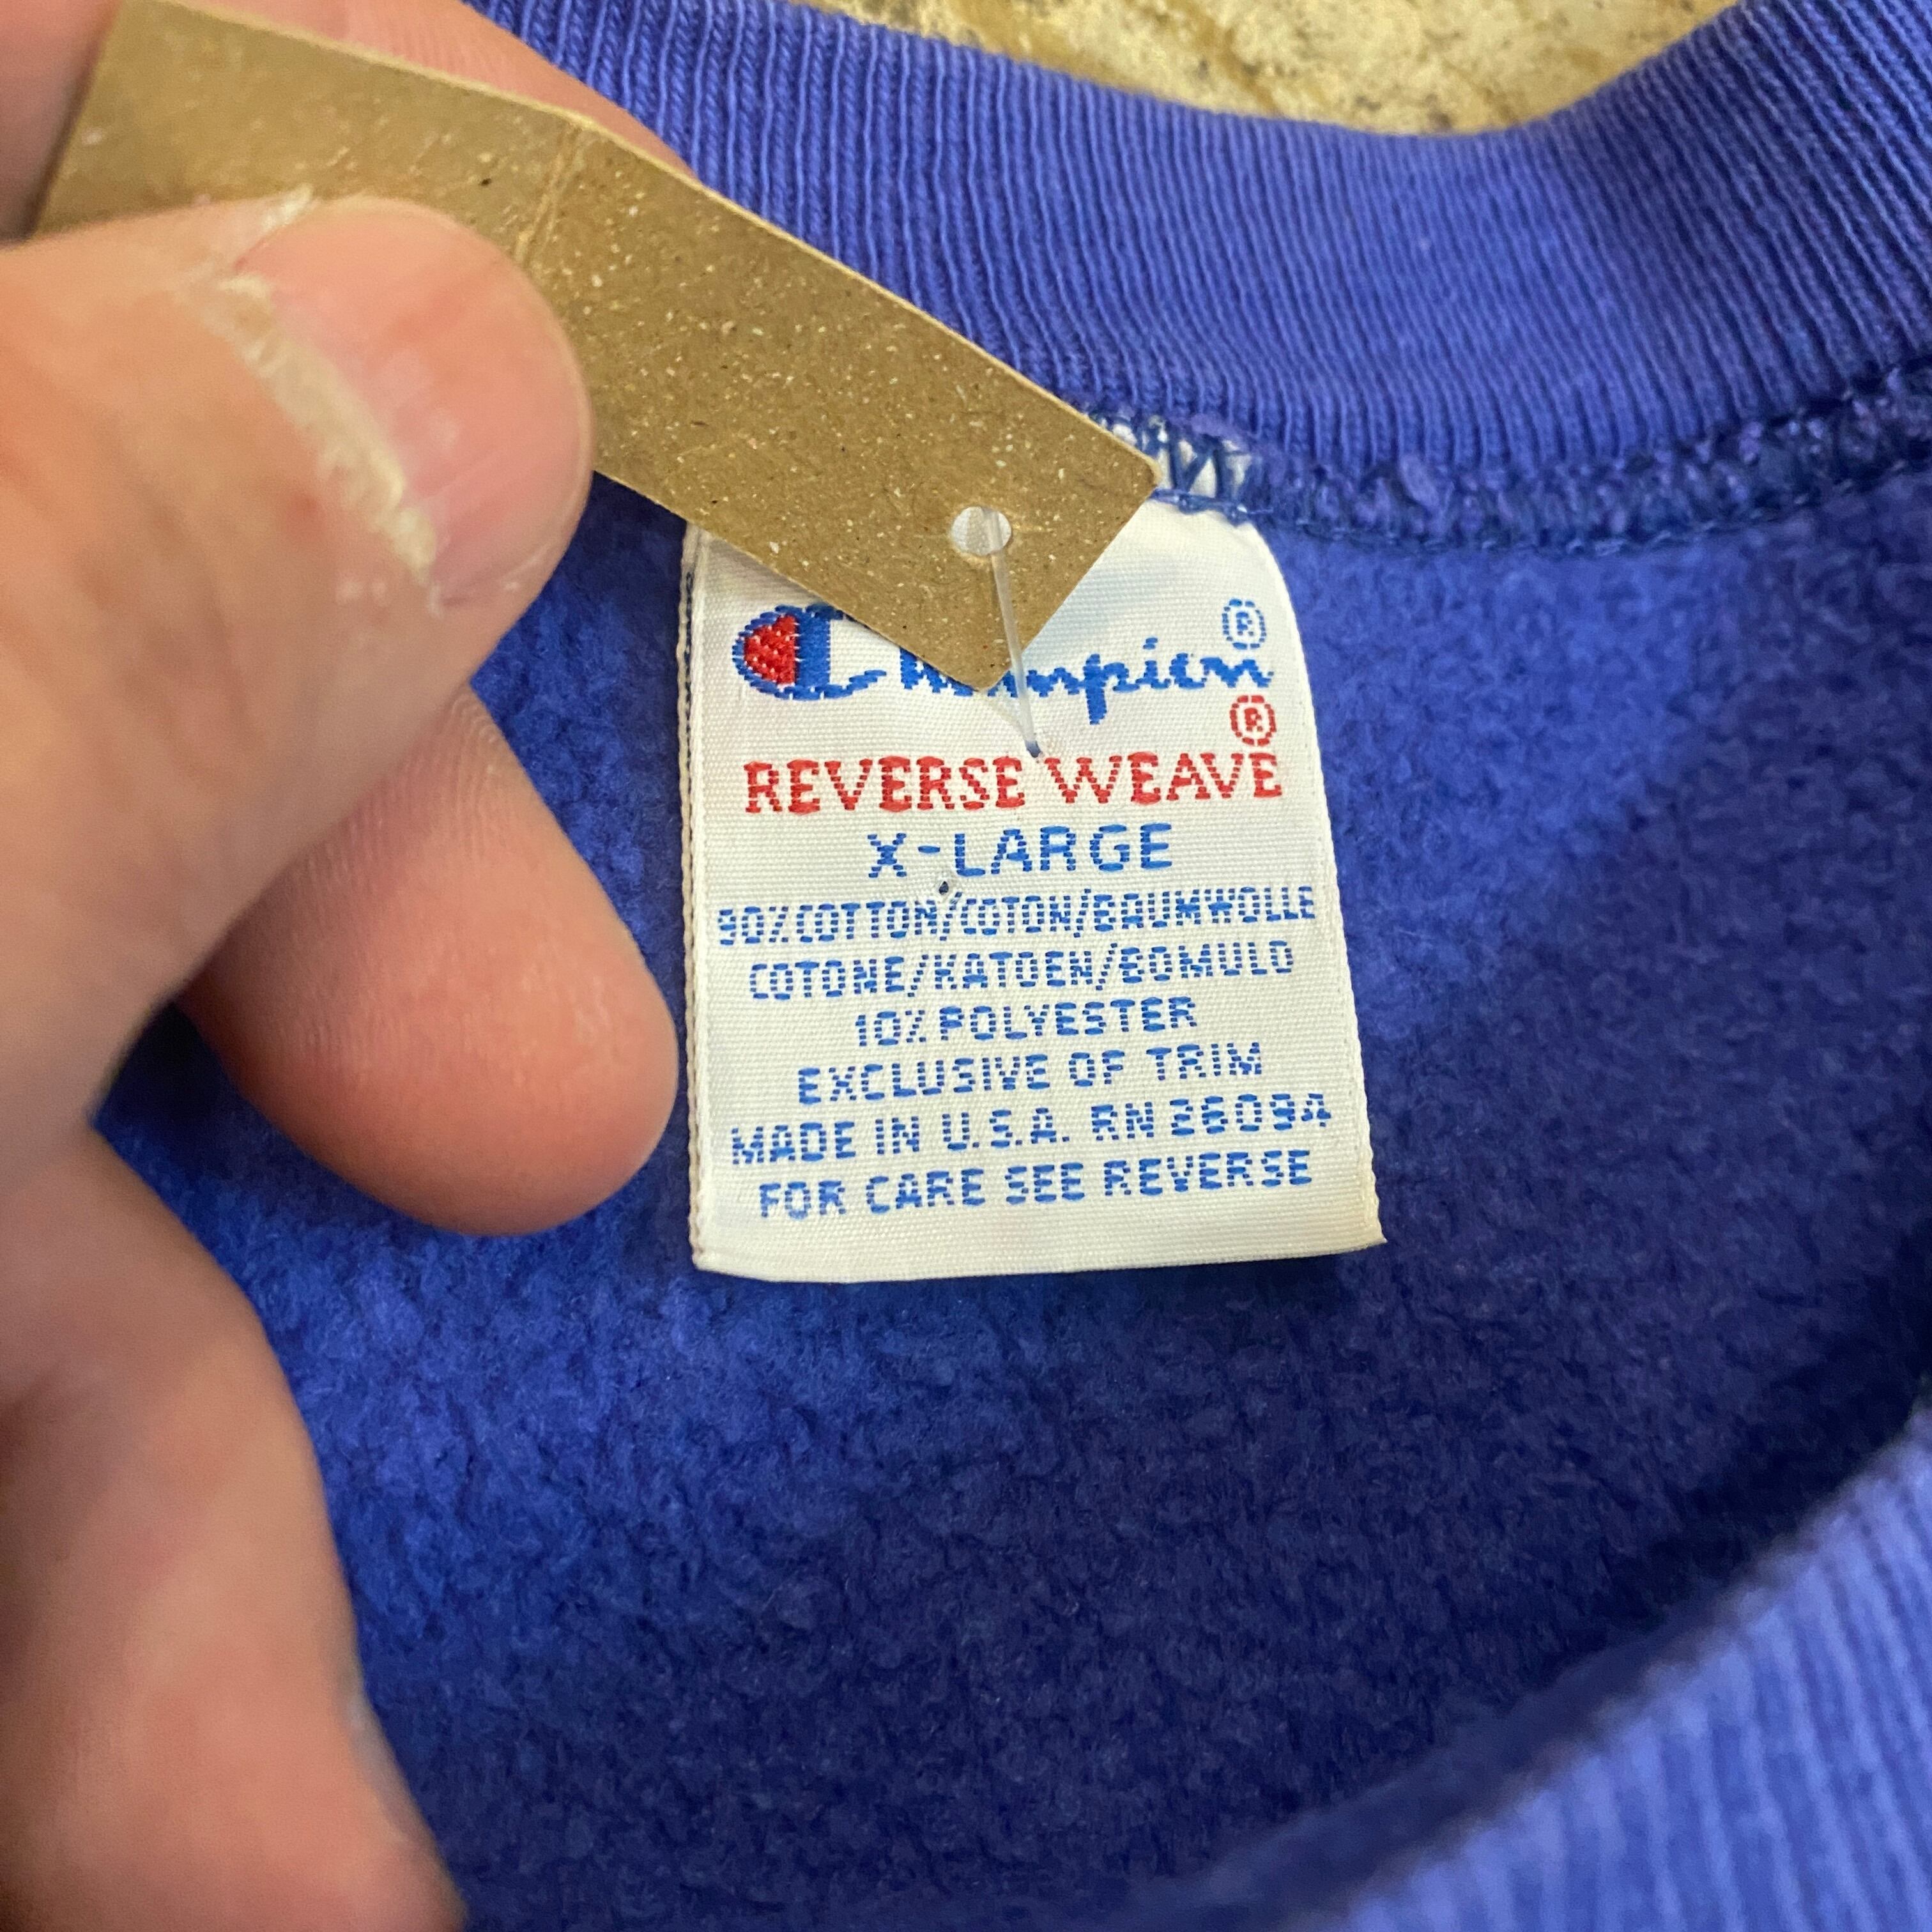 Champion®
REVERSE WEAVE®
X-LARGE
90% COTTON/COTON/BAUMWOLLE
COTONE/KATOEN/BOMULD
10% POLYESTER
EXCLUSIVE OF TRIM
MADE IN U.S.A. RN 26094
FOR CARE SEE REVERSE